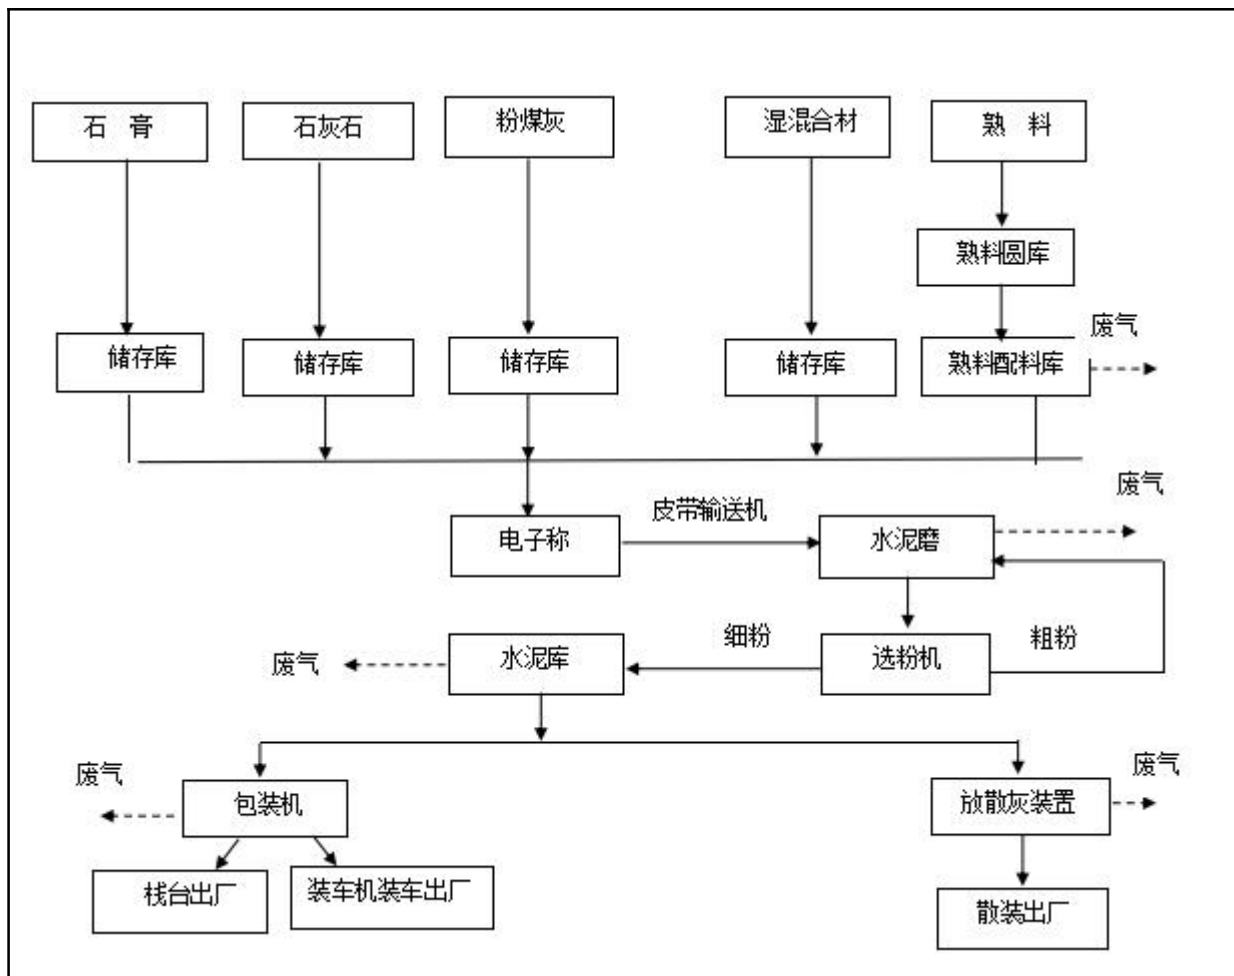 石 膏
石灰石
粉煤灰
湿混合材
熟 料
熟料圆库
废气
储存库
储存库
储存库
储存库
熟料配料库
废气
皮带输送机
电子称
水泥磨
细粉
粗粉
废气
水泥库
选粉机
废气
废气
包装机
放散灰装置
栈台出厂
装车机装车出厂
散装出厂